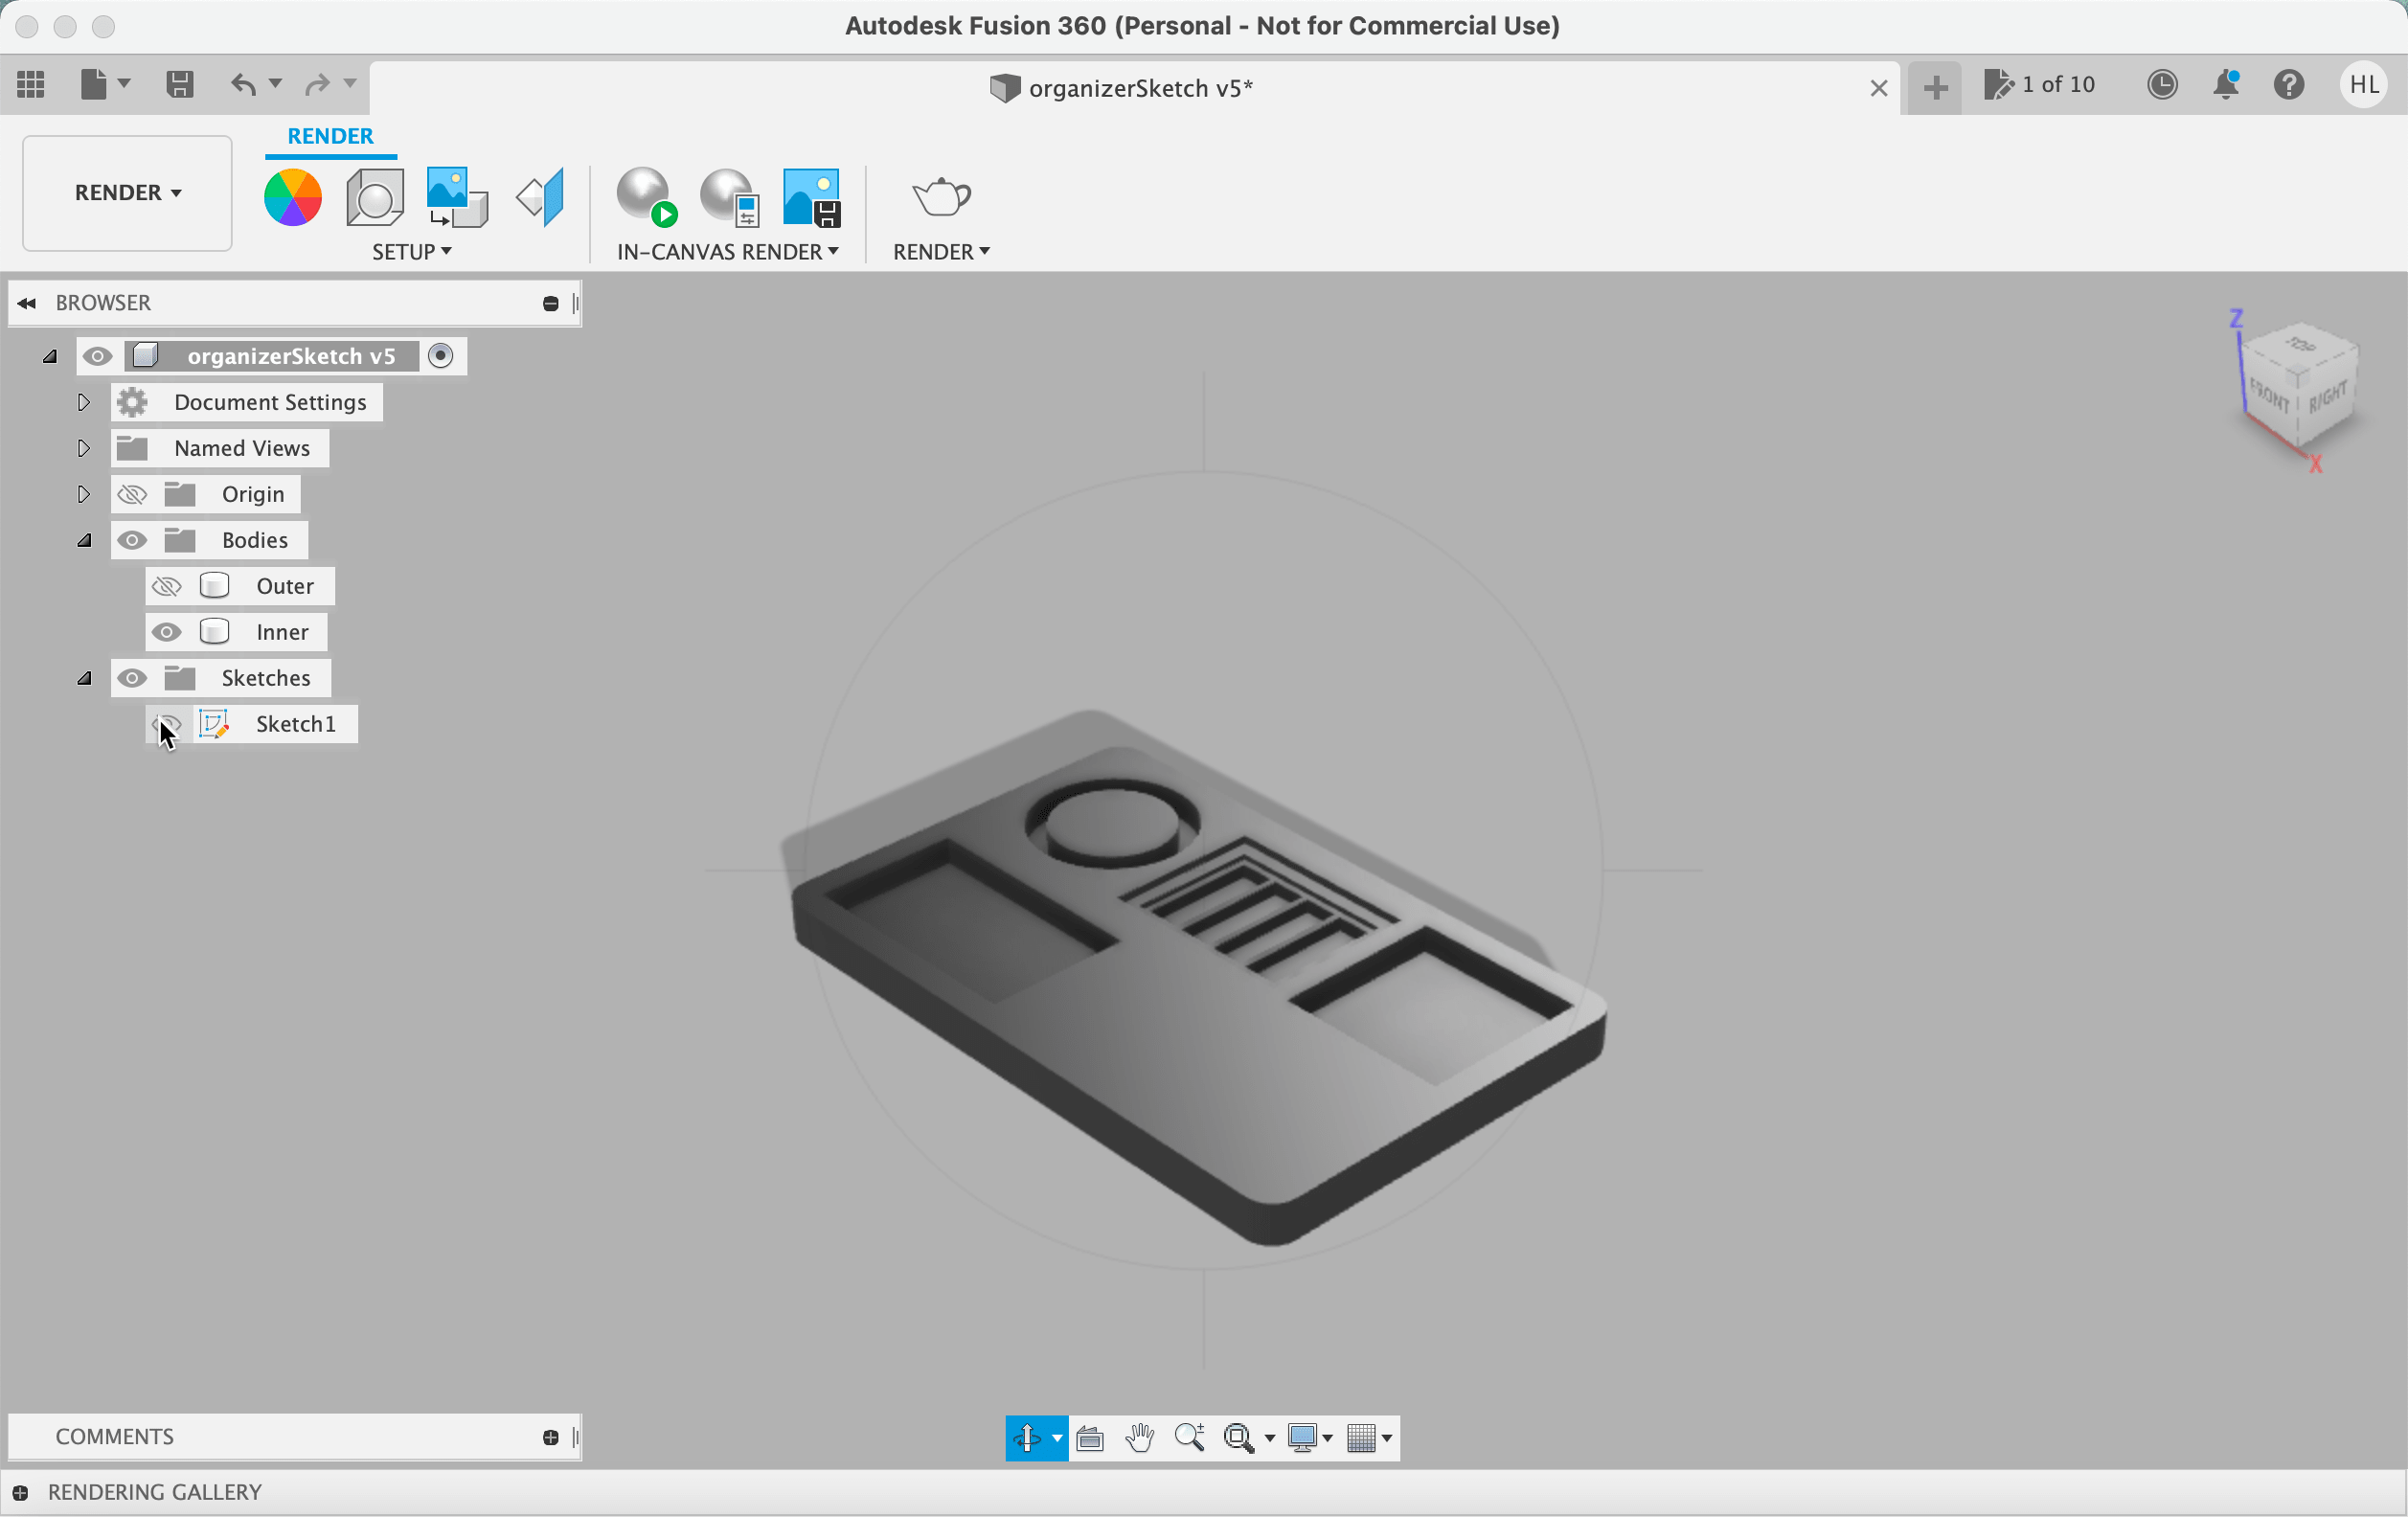 Autodesk Fusion 360 (Personal - Not for Commercial Use)
organizerSketch v5*
1 of 10
HL
RENDER
RENDER
SETUP
IN-CANVAS RENDER
RENDER
BROWSER
organizerSketch v5
Document Settings
Named Views
Origin
Bodies
Outer
Inner
Sketches
Sketch1
Z
TOP
FRONT
RIGHT
X
COMMENTS
RENDERING GALLERY